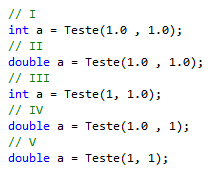 // I
int a = Teste(1.0 , 1.0);
// II
double a = Teste(1.0 , 1.0);
// III
int a = Teste(1, 1.0);
// IV
double a = Teste(1.0 , 1);
// V
double a = Teste(1, 1);